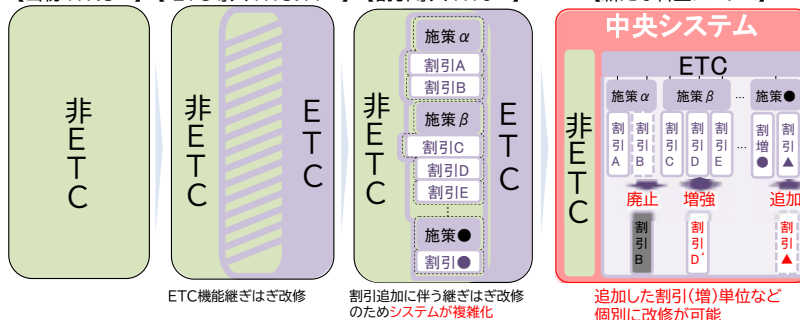 非ETC
非ETC
ETC
ETC機能継ぎはぎ改修
非ETC
施策α
割引A
割引B
施策β
割引C
割引D
割引E
施策●
割引●
ETC
割引追加に伴う継ぎはぎ改修
のためシステムが複雑化
中央システム
非ETC
ETC
施策α
施策β
…
施策●
割引A
割引B
割引C
割引D
割引E
…
割増●
割引▲
廃止
増強
追加
割引B
割引D'
割引▲
追加した割引(増)単位など
個別に改修が可能